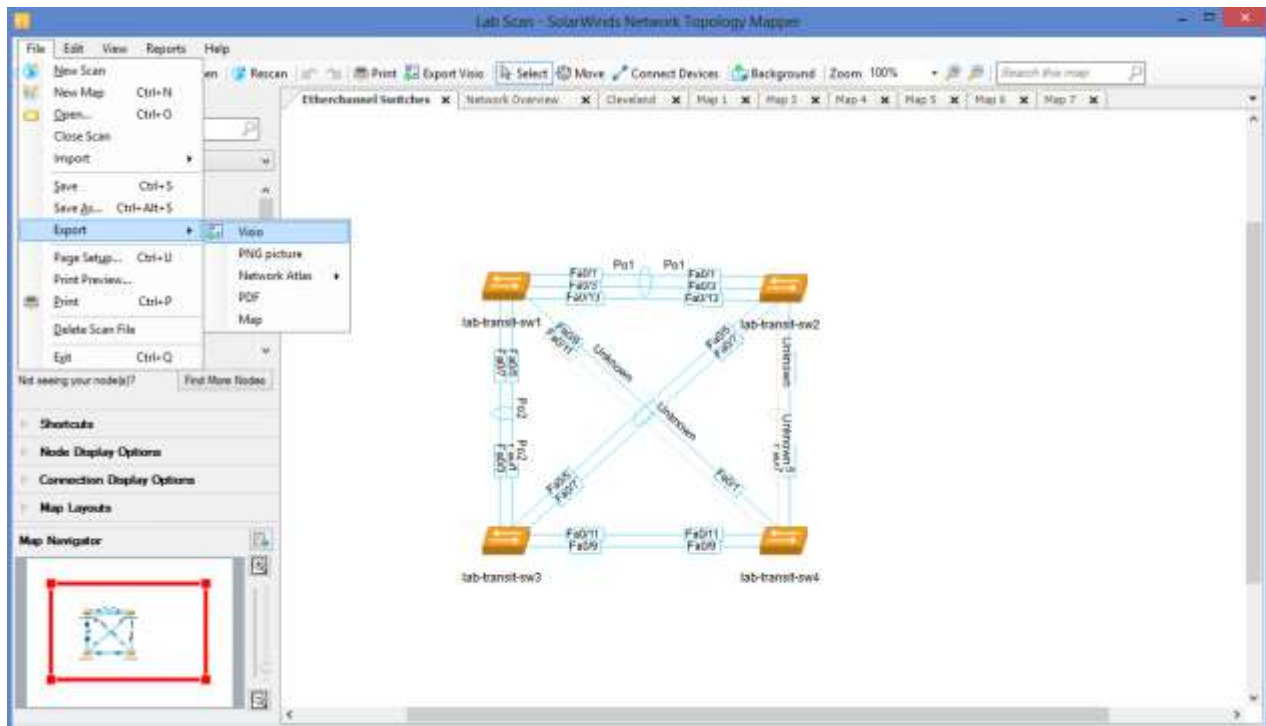 Lab Scan - SolarWinds Network Topology Mapper
File Edit View Reports Help
New Scan
New Map Ctrl+N
Open... Ctrl+O
Close Scan
Import
Save Ctrl+S
Save As... Ctrl+Alt+S
Export
Page Setup... Ctrl+U
Print Preview...
Print Ctrl+P
Delete Scan File
Exit Ctrl+Q
Visio
PNG picture
Network Atlas
PDF
Map
en Rescan Print Export Visio Select Move Connect Devices Background Zoom 100% Search this map
Etherchannel Switches Network Overview Cleveland Map 1 Map 3 Map 4 Map 5 Map 6 Map 7
Not seeing your node(s)? Find More Nodes
Shortcuts
Node Display Options
Connection Display Options
Map Layouts
Map Navigator
Po1 Po1
Fa0/1 Fa0/1
Fa0/3 Fa0/3
Fa0/13 Fa0/13
lab-transit-sw1 lab-transit-sw2
Unknown
Unknown
Unknown
Unknown
Po2
Po2
Fa0/5
Fa0/7
Fa0/5
Fa0/7
Fa0/1
Fa0/11 Fa0/11
Fa0/9 Fa0/9
lab-transit-sw3 lab-transit-sw4